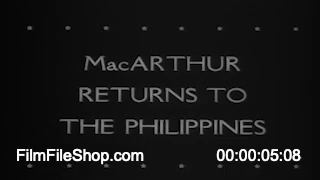 MacARTHUR
RETURNS TO
THE PHILIPPINES
FilmFileShop.com 00:00:05:08